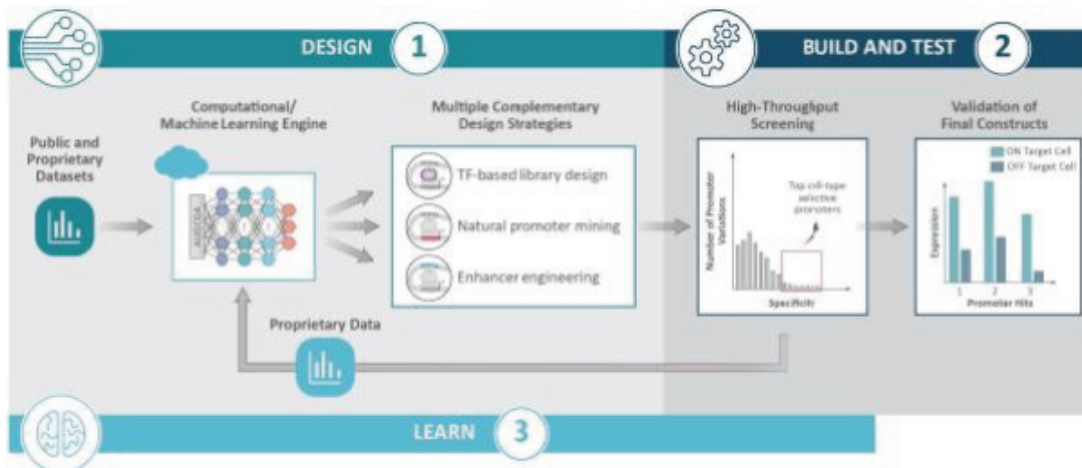 DESIGN 1
BUILD AND TEST 2
Public and
Proprietary
Datasets
Computational/
Machine Learning Engine
Multiple Complementary
Design Strategies
TF-based library design
Natural promoter mining
Enhancer engineering
High-Throughput
Screening
Number of Promoter
Variations
Top cell-type
selective
promoters
Specificity
Validation of
Final Constructs
ON Target Cell
OFF Target Cell
Expression
1 2 3
Promoter Hits
Proprietary Data
LEARN 3